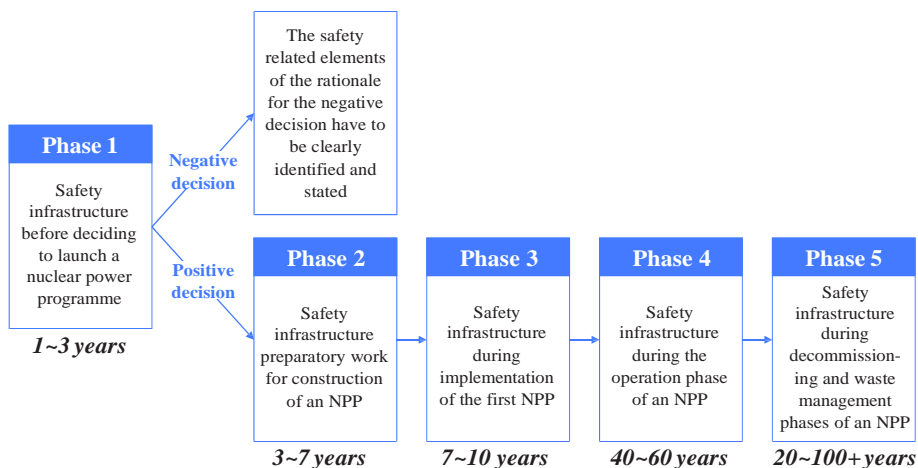 Phase 1
Safety
infrastructure
before deciding
to launch a
nuclear power
programme
1~3 years
Negative
decision
The safety
related elements
of the rationale
for the negative
decision have to
be clearly
identified and
stated
Positive
decision
Phase 2
Safety
infrastructure
preparatory work
for construction
of an NPP
3~7 years
Phase 3
Safety
infrastructure
during
implementation
of the first NPP
7~10 years
Phase 4
Safety
infrastructure
during the
operation phase
of an NPP
40~60 years
Phase 5
Safety
infrastructure
during
decommission-
ing and waste
management
phases of an NPP
20~100+ years